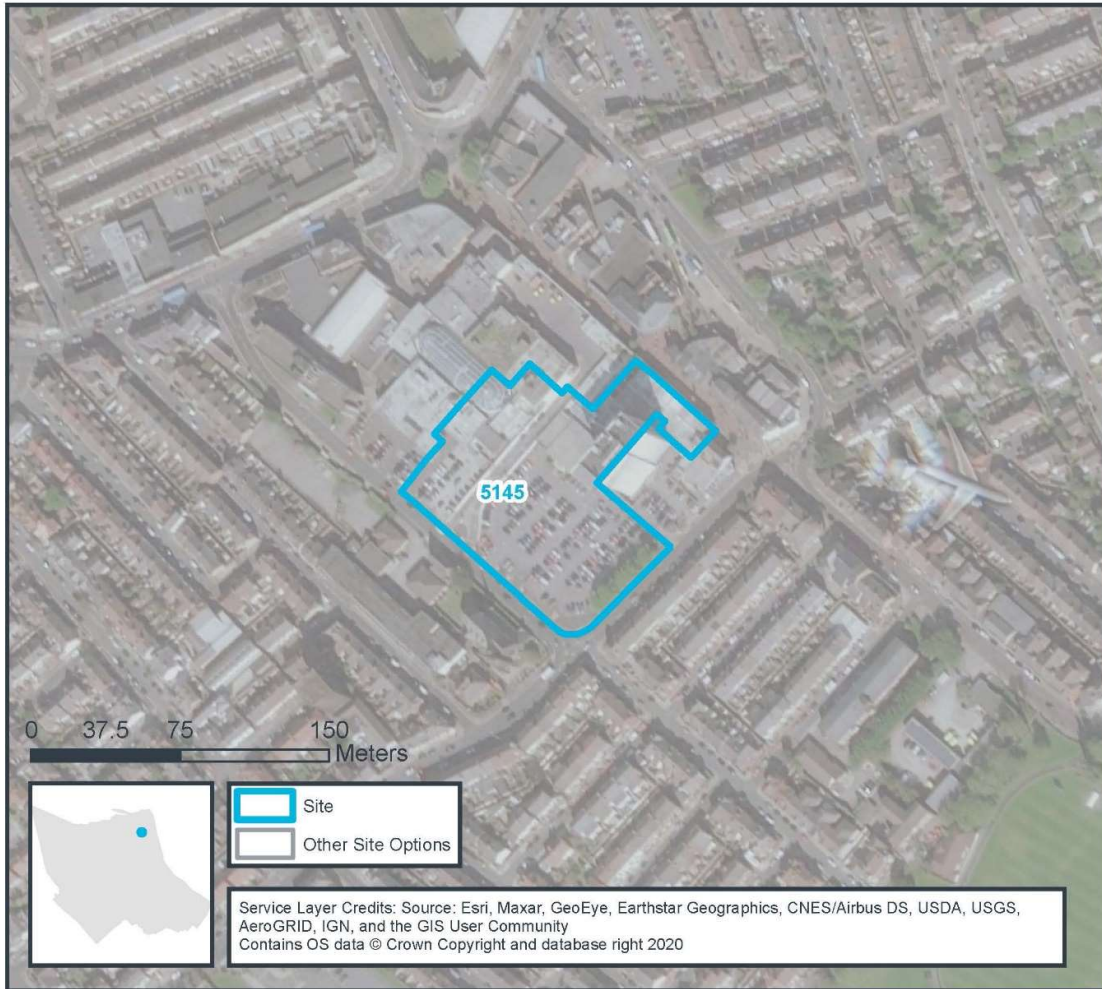 5145
0 37.5 75 150
Meters
Site
Other Site Options
Service Layer Credits: Source: Esri, Maxar, GeoEye, Earthstar Geographics, CNES/Airbus DS, USDA, USGS,
AeroGRID, IGN, and the GIS User Community
Contains OS data © Crown Copyright and database right 2020